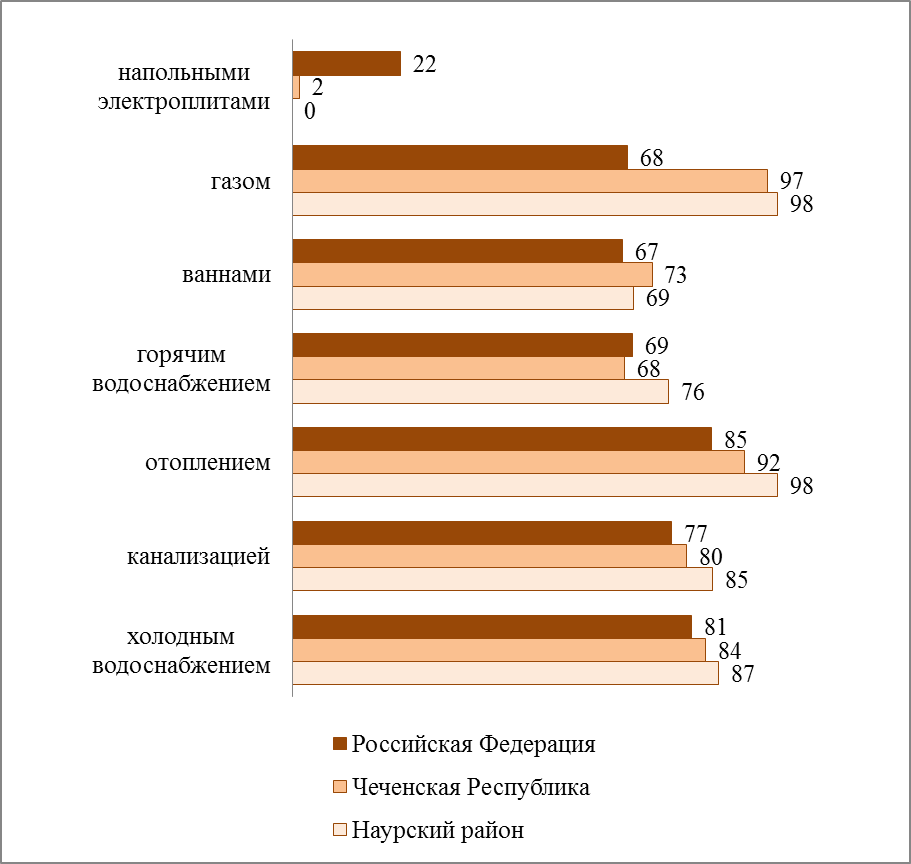 напольными
электроплитами
22
2
0
газом
68
97
98
ваннами
67
73
69
горячим
водоснабжением
69
68
76
отоплением
85
92
98
канализацией
77
80
85
холодным
водоснабжением
81
84
87
Российская Федерация
Чеченская Республика
Наурский район